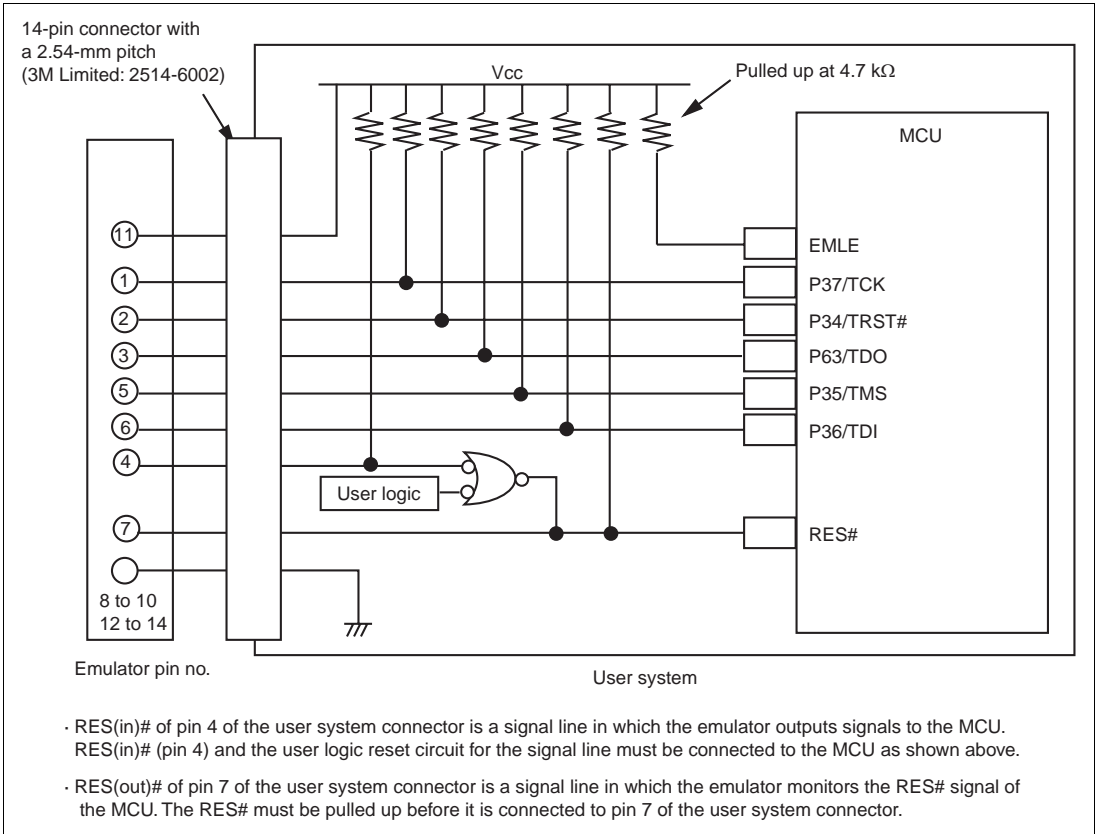 14-pin connector with
a 2.54-mm pitch
(3M Limited: 2514-6002)
Vcc
Pulled up at 4.7 kΩ
MCU
11
EMLE
1
P37/TCK
2
P34/TRST#
3
P63/TDO
5
P35/TMS
6
P36/TDI
4
User logic
7
RES#
8 to 10
12 to 14
Emulator pin no.
User system
· RES(in)# of pin 4 of the user system connector is a signal line in which the emulator outputs signals to the MCU.
RES(in)# (pin 4) and the user logic reset circuit for the signal line must be connected to the MCU as shown above.
· RES(out)# of pin 7 of the user system connector is a signal line in which the emulator monitors the RES# signal of
the MCU. The RES# must be pulled up before it is connected to pin 7 of the user system connector.